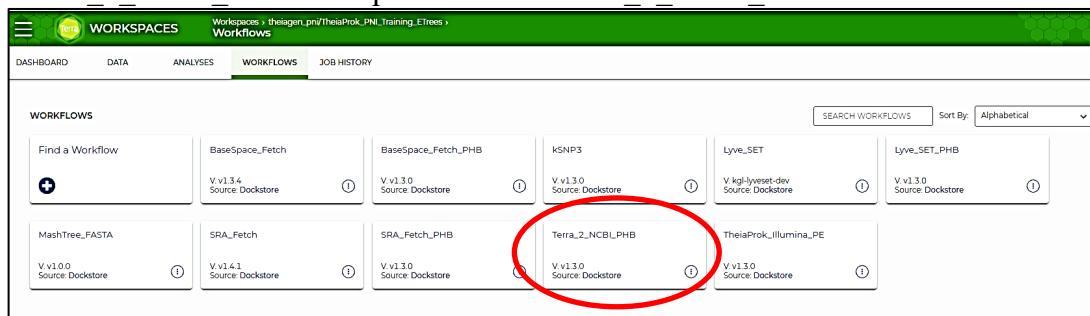 Terra
WORKSPACES
Workspaces › theiagen_pni/TheiaProk_PNI_Training_ETrees ›
Workflows
DASHBOARD DATA ANALYSES WORKFLOWS JOB HISTORY
WORKFLOWS
SEARCH WORKFLOWS Sort By: Alphabetical
Find a Workflow
BaseSpace_Fetch
V. v1.3.4
Source: Dockstore
BaseSpace_Fetch_PHB
V. v1.3.0
Source: Dockstore
kSNP3
V. v1.3.0
Source: Dockstore
Lyve_SET
V. kgl-lyveset-dev
Source: Dockstore
Lyve_SET_PHB
V. v1.3.0
Source: Dockstore
MashTree_FASTA
V. v1.0.0
Source: Dockstore
SRA_Fetch
V. v1.4.1
Source: Dockstore
SRA_Fetch_PHB
V. v1.3.0
Source: Dockstore
Terra_2_NCBI_PHB
V. v1.3.0
Source: Dockstore
TheiaProk_Illumina_PE
V. v1.3.0
Source: Dockstore